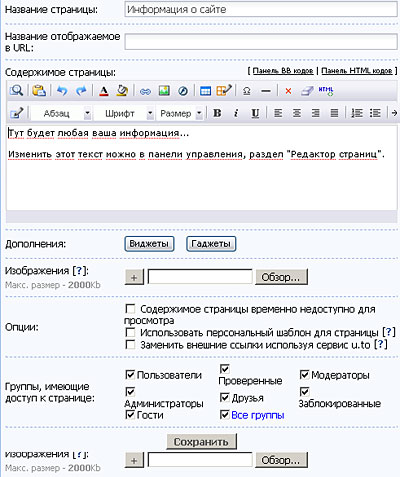 Название страницы: Информация о сайте
Название отображаемое
в URL:
Содержимое страницы: [ Панель BB кодов ] [ Панель HTML кодов ]
Ω — × HTML
Абзац Шрифт Размер B i U
Тут будет любая ваша информация...
Изменить этот текст можно в панели управления, раздел "Редактор страниц".
Дополнения: Виджеты Гаджеты
Изображения [?]:
Макс. размер - 2000Kb
+ Обзор...
Опции:
Содержимое страницы временно недоступно для
просмотра
Использовать персональный шаблон для страницы [?]
Заменить внешние ссылки используя сервис u.to [?]
Группы, имеющие
доступ к странице:
Пользователи Проверенные Модераторы
Администраторы Друзья Заблокированные
Гости Все группы
Сохранить
Изображения [?]:
Макс. размер - 2000Kb
+ Обзор...